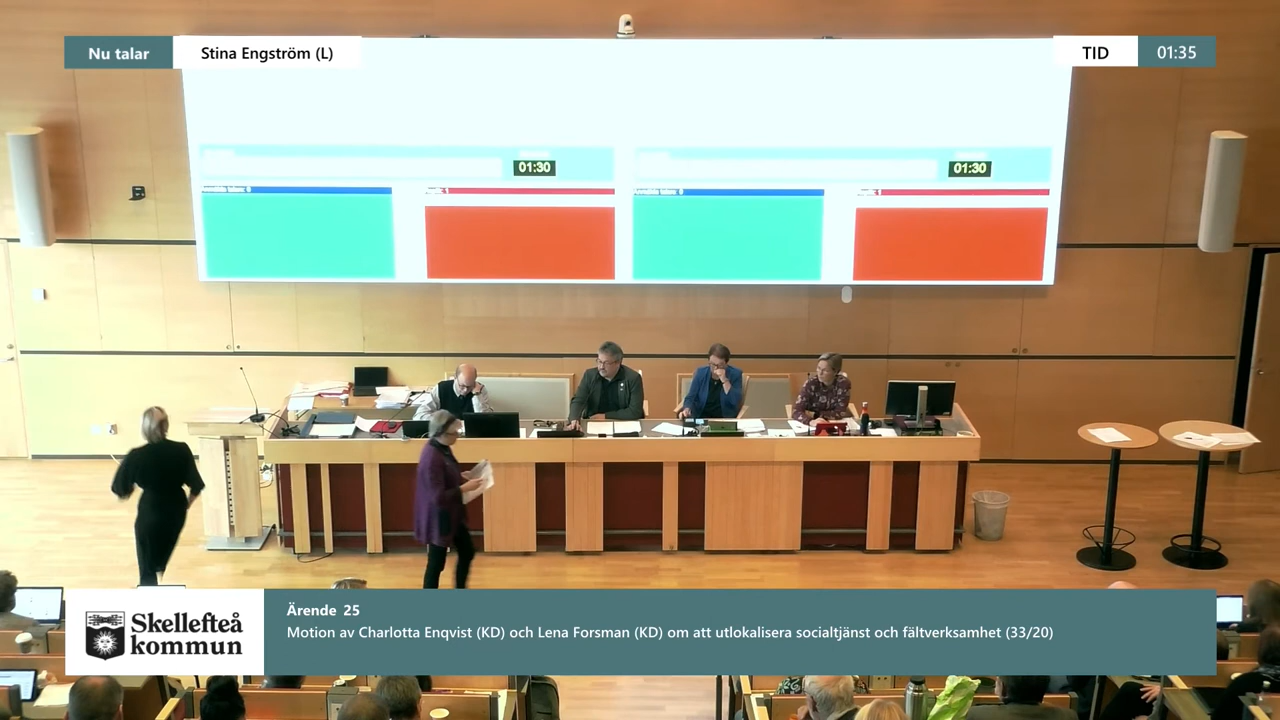 Nu talar
Stina Engström (L)
TID
01:35
01:30
01:30
Skellefteå
kommun
Ärende 25
Motion av Charlotta Enqvist (KD) och Lena Forsman (KD) om att utlokalisera socialtjänst och fältverksamhet (33/20)